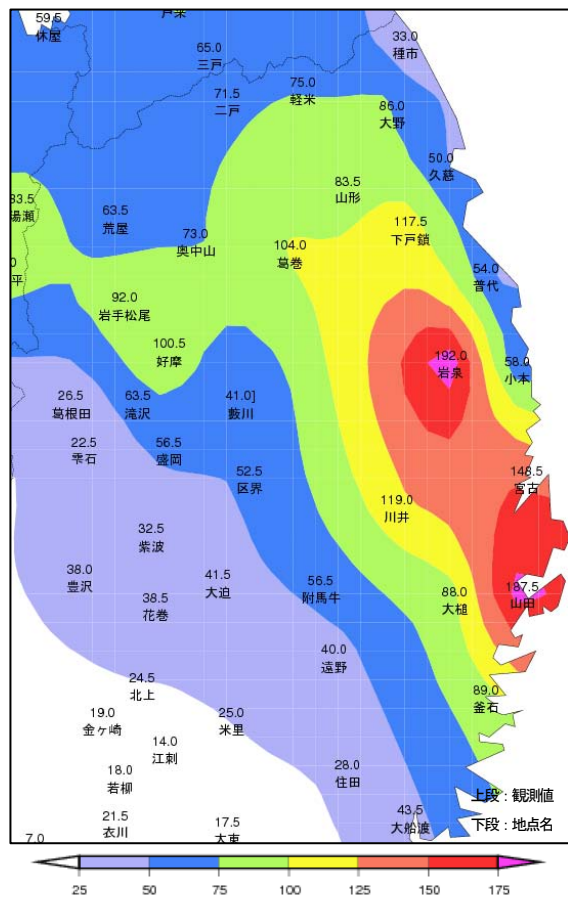 戸来
59.5
休屋
33.0
種市
65.0
三戸
75.0
軽米
71.5
二戸
86.0
大野
50.0
久慈
83.5
山形
33.5
湯瀬
63.5
荒屋
117.5
下戸鎖
73.0
奥中山
104.0
葛巻
54.0
普代
0
平
92.0
岩手松尾
100.5
好摩
192.0
岩泉
58.0
小本
26.5
葛根田
63.5
滝沢
41.0]
藪川
22.5
雫石
56.5
盛岡
52.5
区界
148.5
宮古
119.0
川井
32.5
紫波
38.0
豊沢
41.5
大迫
38.5
花巻
56.5
附馬牛
88.0
大槌
187.5
山田
40.0
遠野
24.5
北上
89.0
釜石
19.0
金ヶ崎
25.0
米里
14.0
江刺
18.0
若柳
28.0
住田
上段：観測値
43.5
大船渡
下段：地点名
21.5
衣川
17.5
大東
7.0
25 50 75 100 125 150 175